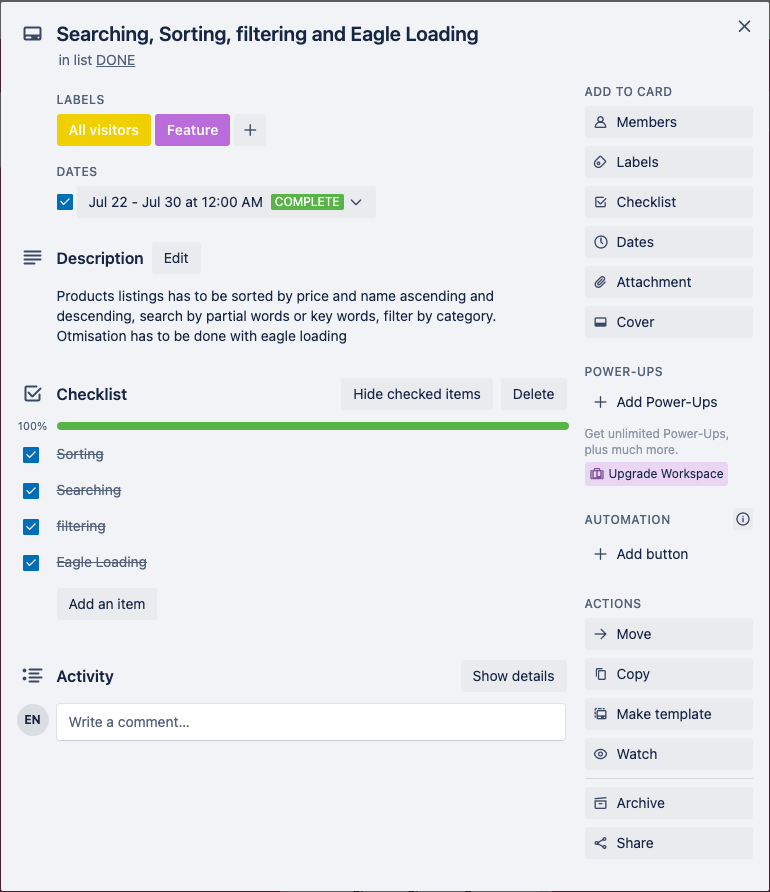 Searching, Sorting, filtering and Eagle Loading
in list DONE
LABELS
All visitors
Feature
DATES
Jul 22 - Jul 30 at 12:00 AM COMPLETE
Description
Edit
Products listings has to be sorted by price and name ascending and
descending, search by partial words or key words, filter by category.
Otmisation has to be done with eagle loading
Checklist
Hide checked items
Delete
100%
Sorting
Searching
filtering
Eagle Loading
Add an item
Activity
Show details
EN
Write a comment…
ADD TO CARD
Members
Labels
Checklist
Dates
Attachment
Cover
POWER-UPS
Add Power-Ups
Get unlimited Power-Ups,
plus much more.
Upgrade Workspace
AUTOMATION
Add button
ACTIONS
Move
Copy
Make template
Watch
Archive
Share